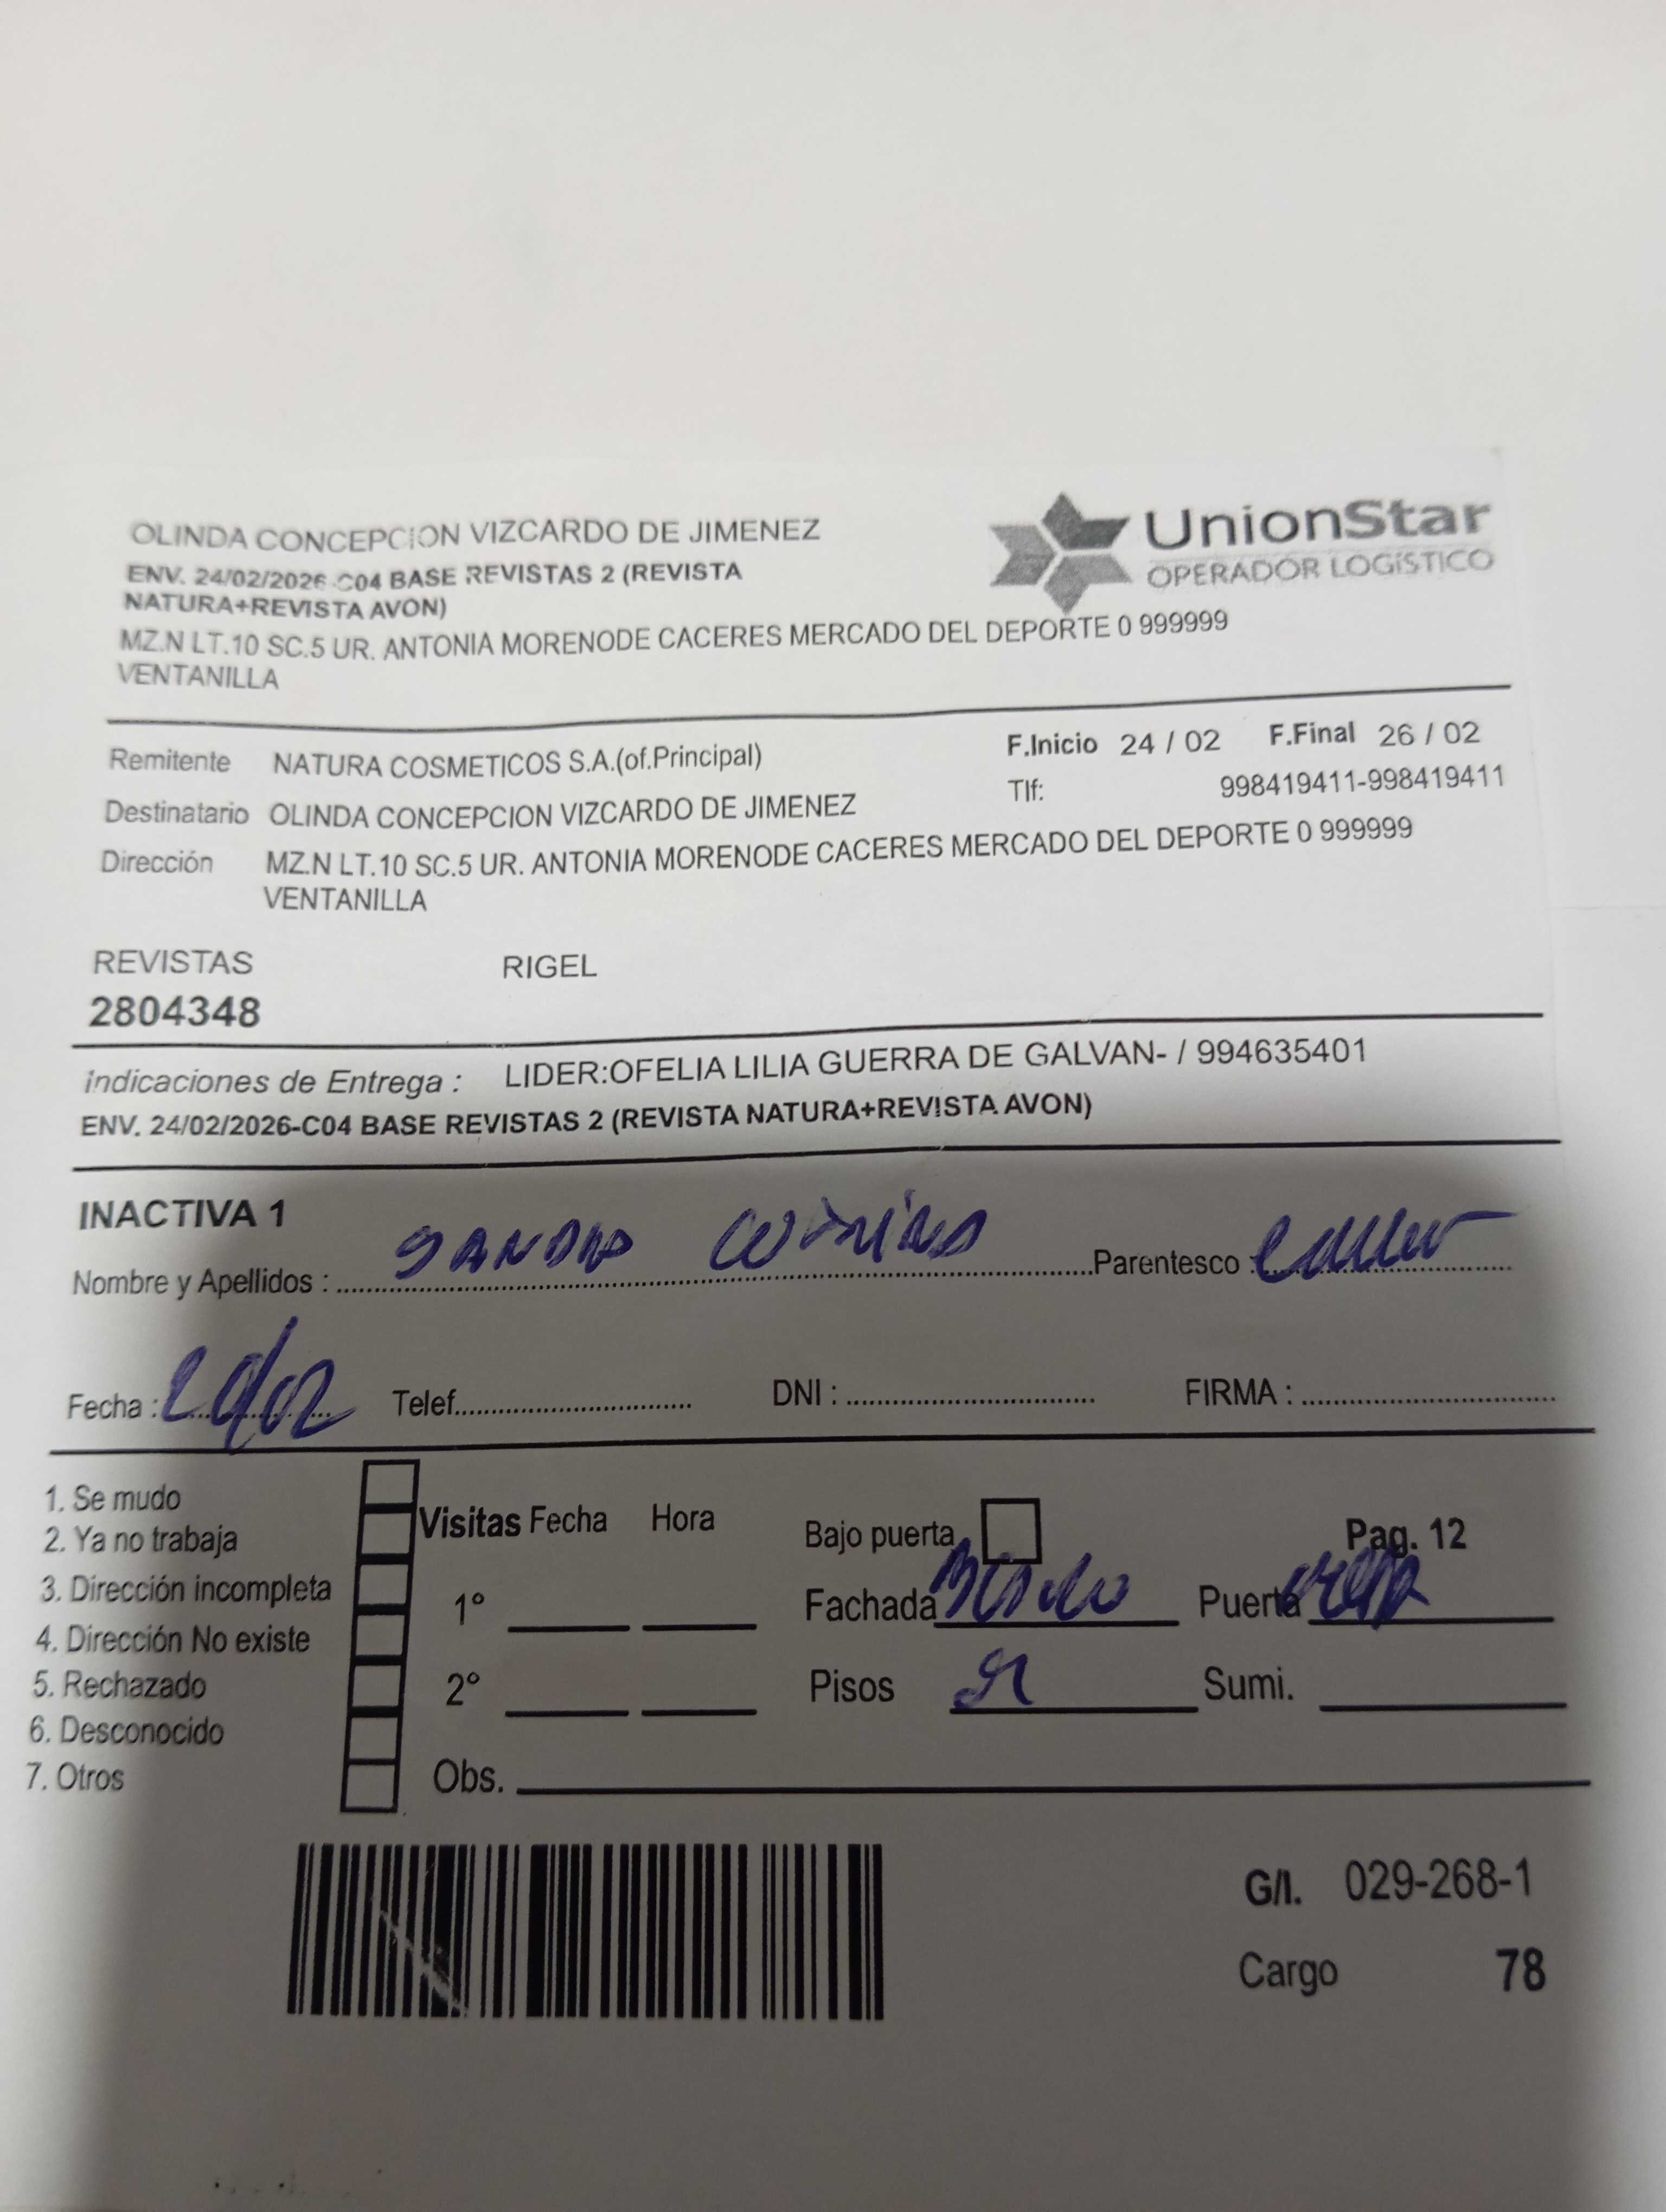 OLINDA CONCEPCION VIZCARDO DE JIMENEZ
UnionStar
OPERADOR LOGÍSTICO
ENV. 24/02/2026-C04 BASE REVISTAS 2 (REVISTA
NATURA+REVISTA AVON)
MZ.N LT.10 SC.5 UR. ANTONIA MORENODE CACERES MERCADO DEL DEPORTE 0 999999
VENTANILLA
Remitente NATURA COSMETICOS S.A.(of.Principal) F.Inicio 24 / 02 F.Final 26 / 02
Destinatario OLINDA CONCEPCION VIZCARDO DE JIMENEZ Tlf: 998419411-998419411
Dirección MZ.N LT.10 SC.5 UR. ANTONIA MORENODE CACERES MERCADO DEL DEPORTE 0 999999
VENTANILLA
REVISTAS RIGEL
2804348
Indicaciones de Entrega : LIDER:OFELIA LILIA GUERRA DE GALVAN- / 994635401
ENV. 24/02/2026-C04 BASE REVISTAS 2 (REVISTA NATURA+REVISTA AVON)
INACTIVA 1
Nombre y Apellidos : Parentesco :
Fecha : Telef. DNI : FIRMA :
1. Se mudo
2. Ya no trabaja
3. Dirección incompleta
4. Dirección No existe
5. Rechazado
6. Desconocido
7. Otros
Visitas Fecha Hora
1°
2°
Obs.
Bajo puerta Pag. 12
Fachada Puerta
Pisos Sumi.
G/I. 029-268-1
Cargo 78